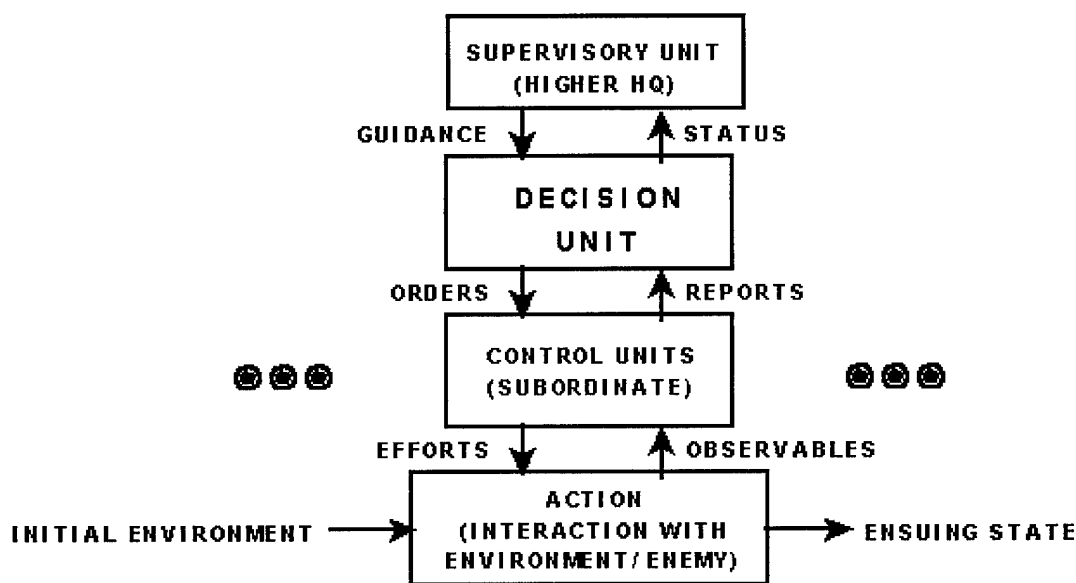 SUPERVISORY UNIT
(HIGHER HQ)
GUIDANCE
STATUS
DECISION
UNIT
ORDERS
REPORTS
CONTROL UNITS
(SUBORDINATE)
EFFORTS
OBSERVABLES
ACTION
INITIAL ENVIRONMENT
(INTERACTION WITH
ENSUING STATE
ENVIRONMENT/ENEMY)